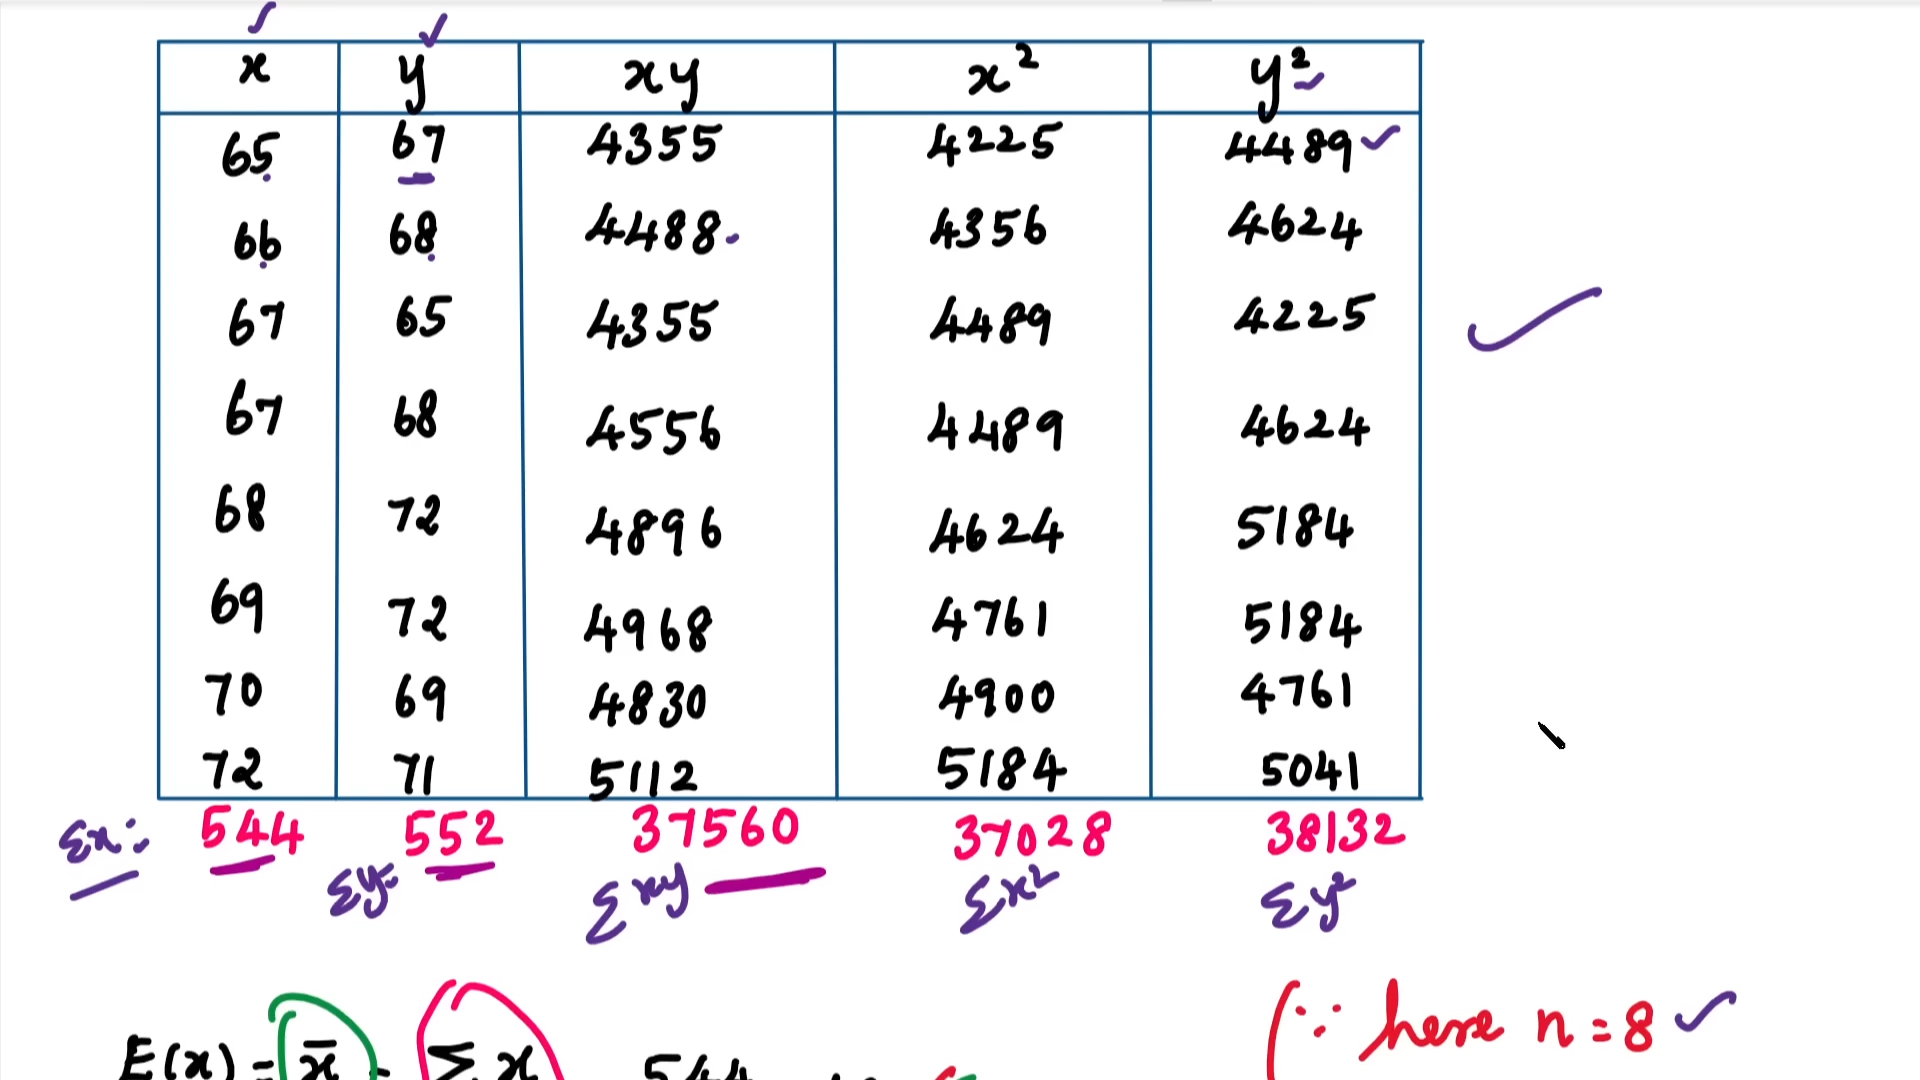 x y xy x² y²
65 67 4355 4225 4489
66 68 4488 4356 4624
67 65 4355 4489 4225
67 68 4556 4489 4624
68 72 4896 4624 5184
69 72 4968 4761 5184
70 69 4830 4900 4761
72 71 5112 5184 5041
Σx = 544 552 37560 37028 38132
Σy = Σxy Σx² Σy²
(∵ here n = 8
E(x) = x̄ = Σx 544